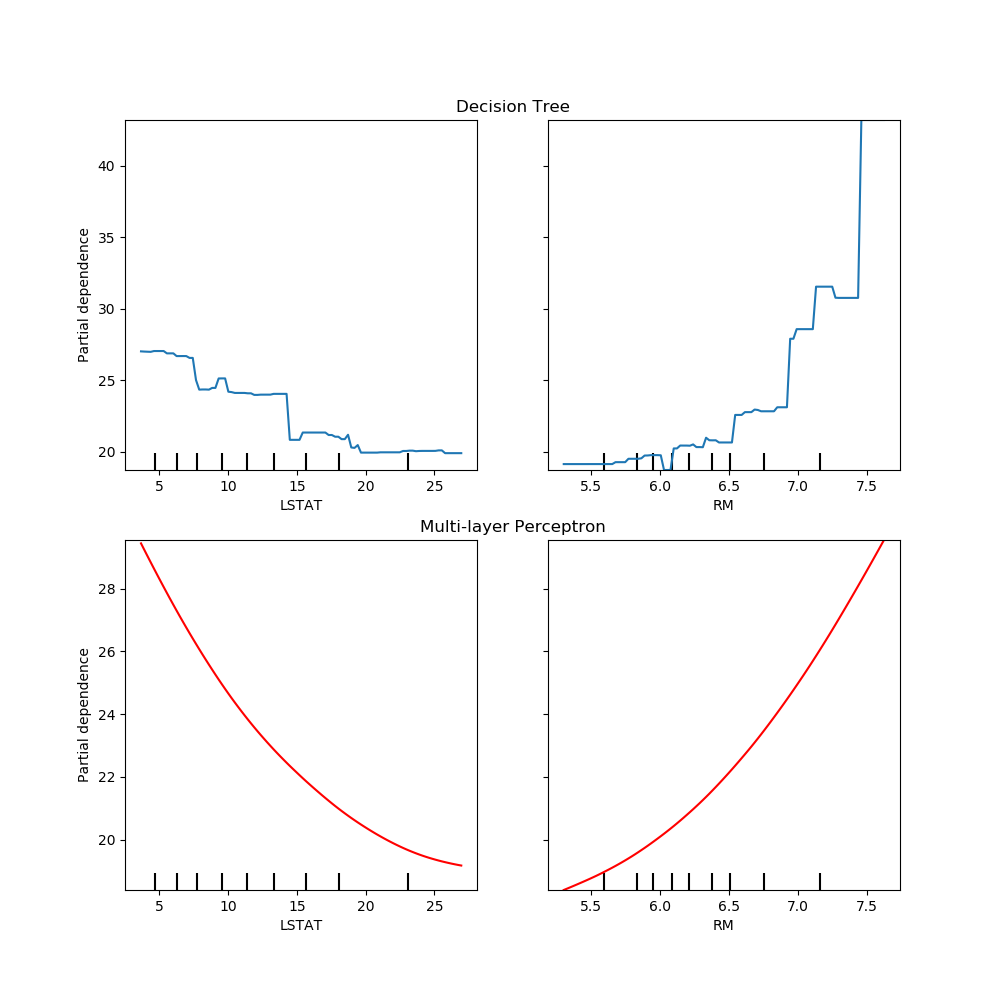 Decision Tree
Partial dependence
40
35
30
25
20
5 10 15 20 25
LSTAT
5.5 6.0 6.5 7.0 7.5
RM
Multi-layer Perceptron
Partial dependence
28
26
24
22
20
5 10 15 20 25
LSTAT
5.5 6.0 6.5 7.0 7.5
RM